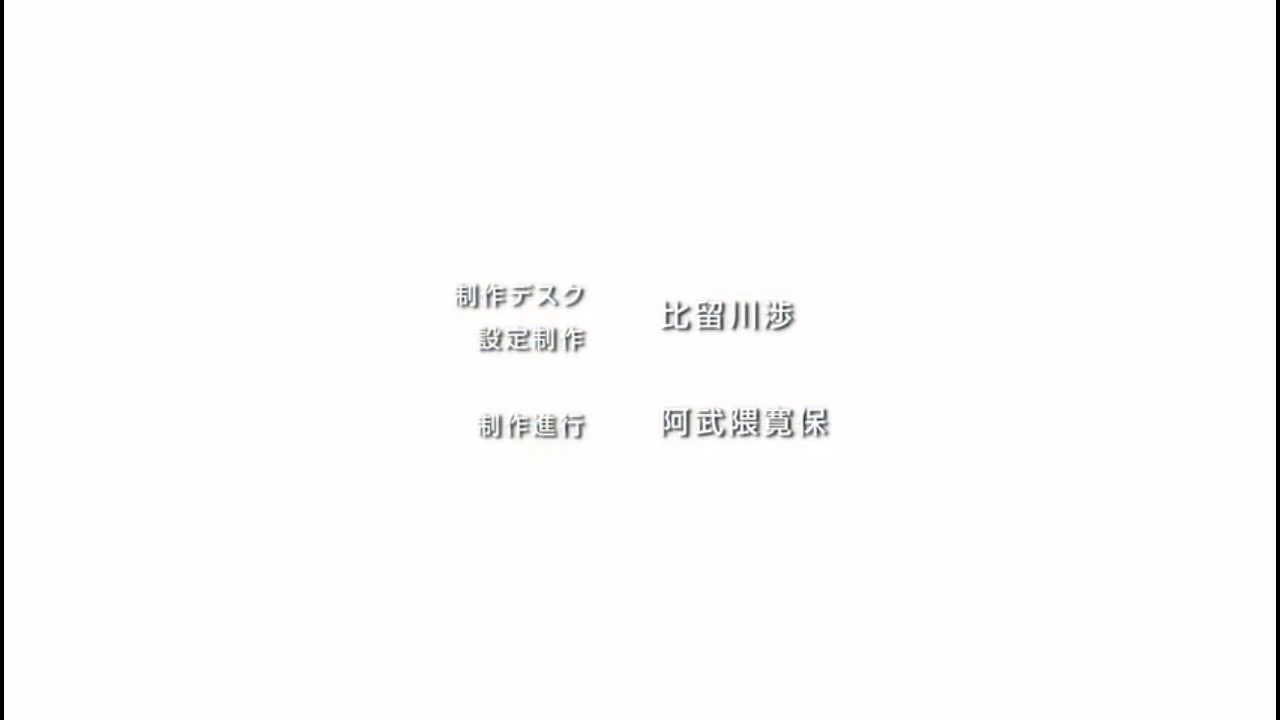 制作デスク
設定制作
比留川渉
制作進行
阿武隈寛保